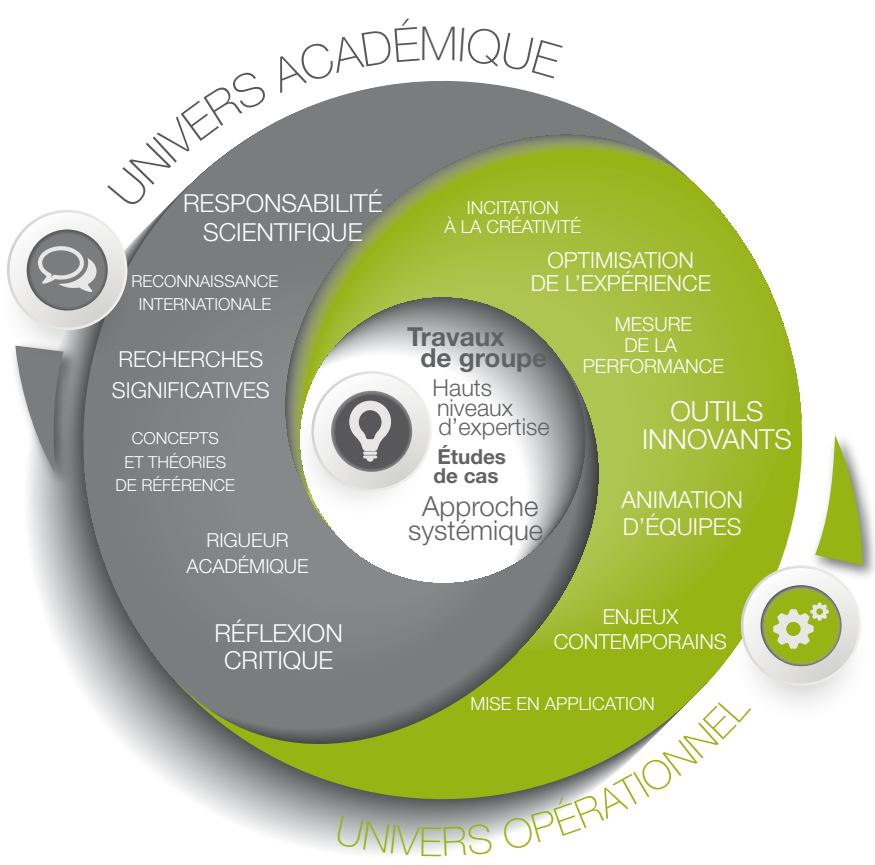 UNIVERS ACADÉMIQUE
RESPONSABILITÉ
SCIENTIFIQUE
RECONNAISSANCE
INTERNATIONALE
RECHERCHES
SIGNIFICATIVES
CONCEPTS
ET THÉORIES
DE RÉFÉRENCE
RIGUEUR
ACADÉMIQUE
RÉFLEXION
CRITIQUE
Travaux
de groupe
Hauts
niveaux
d'expertise
Études
de cas
Approche
systémique
INCITATION
À LA CRÉATIVITÉ
OPTIMISATION
DE L'EXPÉRIENCE
MESURE
DE LA
PERFORMANCE
OUTILS
INNOVANTS
ANIMATION
D'ÉQUIPES
ENJEUX
CONTEMPORAINS
MISE EN APPLICATION
UNIVERS OPÉRATIONNEL